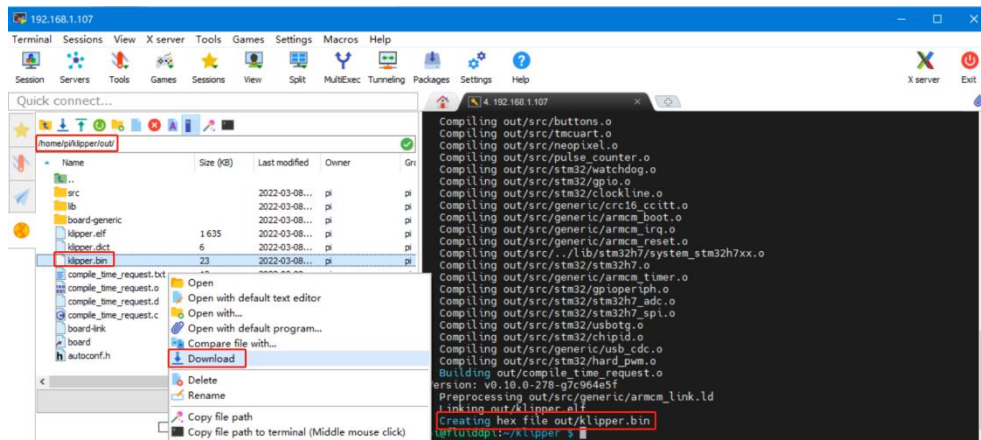 192.168.1.107
Terminal Sessions View X server Tools Games Settings Macros Help
Session Servers Tools Games Sessions View Split MultiExec Tunneling Packages Settings Help X server Exit
Quick connect...
4. 192.168.1.107
/home/pi/klipper/out/
Name Size (KB) Last modified Owner Gro
..
src 2022-03-08... pi pi
lib 2022-03-08... pi pi
board-generic 2022-03-08... pi pi
klipper.elf 1 635 2022-03-08... pi pi
klipper.dict 6 2022-03-08... pi pi
klipper.bin 23 2022-03-08... pi pi
compile_time_request.txt
compile_time_request.o
compile_time_request.d
compile_time_request.c
board-link
board
autoconf.h
Open
Open with default text editor
Open with...
Open with default program...
Compare file with...
Download
Delete
Rename
Copy file path
Copy file path to terminal (Middle mouse click)
Compiling out/src/buttons.o
Compiling out/src/tmcuart.o
Compiling out/src/neopixel.o
Compiling out/src/pulse_counter.o
Compiling out/src/stm32/watchdog.o
Compiling out/src/stm32/gpio.o
Compiling out/src/stm32/clockline.o
Compiling out/src/generic/crc16_ccitt.o
Compiling out/src/generic/armcm_boot.o
Compiling out/src/generic/armcm_irq.o
Compiling out/src/generic/armcm_reset.o
Compiling out/src/../lib/stm32h7/system_stm32h7xx.o
Compiling out/src/stm32/stm32h7.o
Compiling out/src/generic/armcm_timer.o
Compiling out/src/stm32/gpioperiph.o
Compiling out/src/stm32/stm32h7_adc.o
Compiling out/src/stm32/stm32h7_spi.o
Compiling out/src/stm32/usbotg.o
Compiling out/src/stm32/chipid.o
Compiling out/src/generic/usb_cdc.o
Compiling out/src/stm32/hard_pwm.o
Building out/compile_time_request.o
ersion: v0.10.0-278-g7c964e5f
Preprocessing out/src/generic/armcm_link.ld
Linking out/klipper.elf
Creating hex file out/klipper.bin
i@fluiddpi:~/klipper $